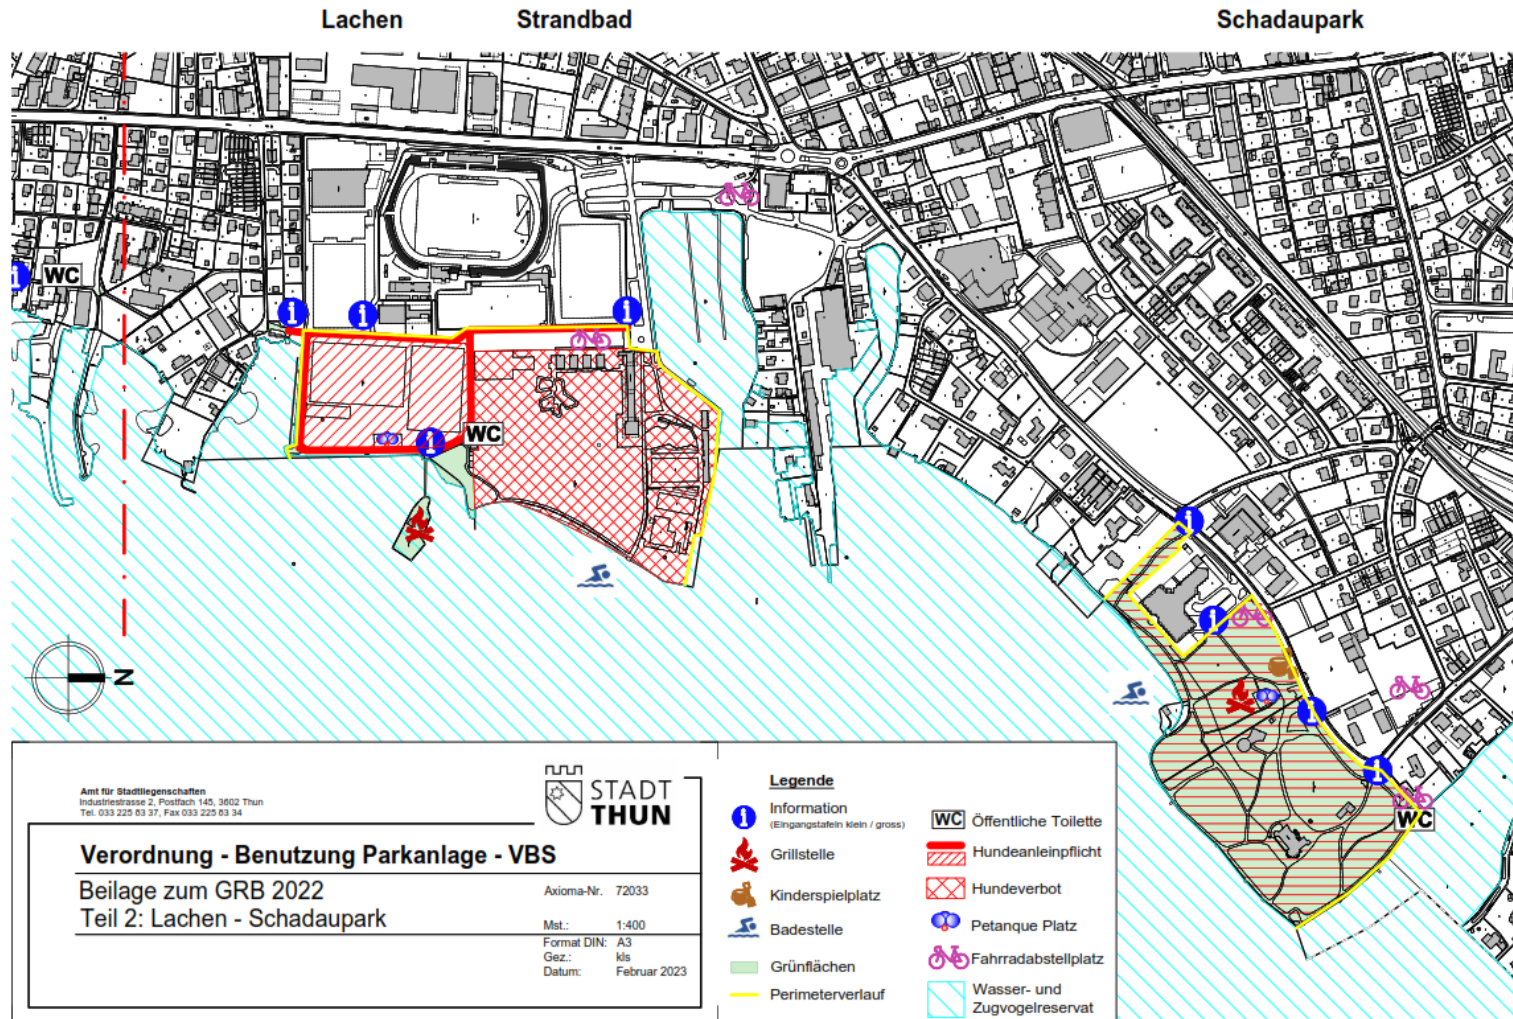 Lachen
Strandbad
Schadaupark
WC
WC
WC
N
Amt für Stadtliegenschaften
Industriestrasse 2, Postfach 145, 3602 Thun
Tel. 033 225 83 37, Fax 033 225 83 34
STADT
THUN
Verordnung - Benutzung Parkanlage - VBS
Beilage zum GRB 2022
Teil 2: Lachen - Schadaupark
Axioma-Nr. 72033
Mst.: 1:400
Format DIN: A3
Gez.: kls
Datum: Februar 2023
Legende
Information
(Eingangstafeln klein / gross)
Grillstelle
Kinderspielplatz
Badestelle
Grünflächen
Perimeterverlauf
WC Öffentliche Toilette
Hundeanleinpflicht
Hundeverbot
Petanque Platz
Fahrradabstellplatz
Wasser- und
Zugvogelreservat